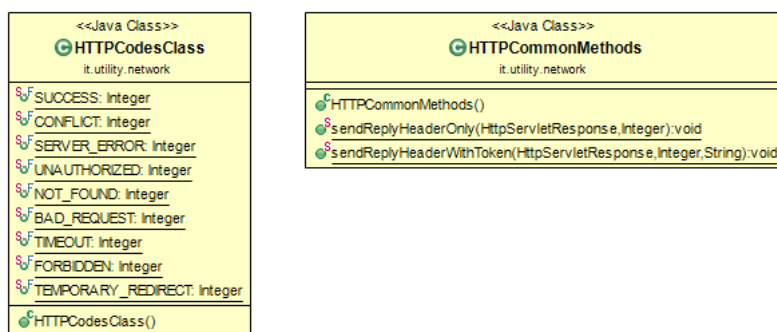 <<Java Class>>
HTTPCodesClass
it.utility.network
SUCCESS: Integer
CONFLICT: Integer
SERVER_ERROR: Integer
UNAUTHORIZED: Integer
NOT_FOUND: Integer
BAD_REQUEST: Integer
TIMEOUT: Integer
FORBIDDEN: Integer
TEMPORARY_REDIRECT: Integer
HTTPCodesClass()
<<Java Class>>
HTTPCommonMethods
it.utility.network
HTTPCommonMethods()
sendReplyHeaderOnly(HttpServletResponse,Integer):void
sendReplyHeaderWithToken(HttpServletResponse,Integer,String):void